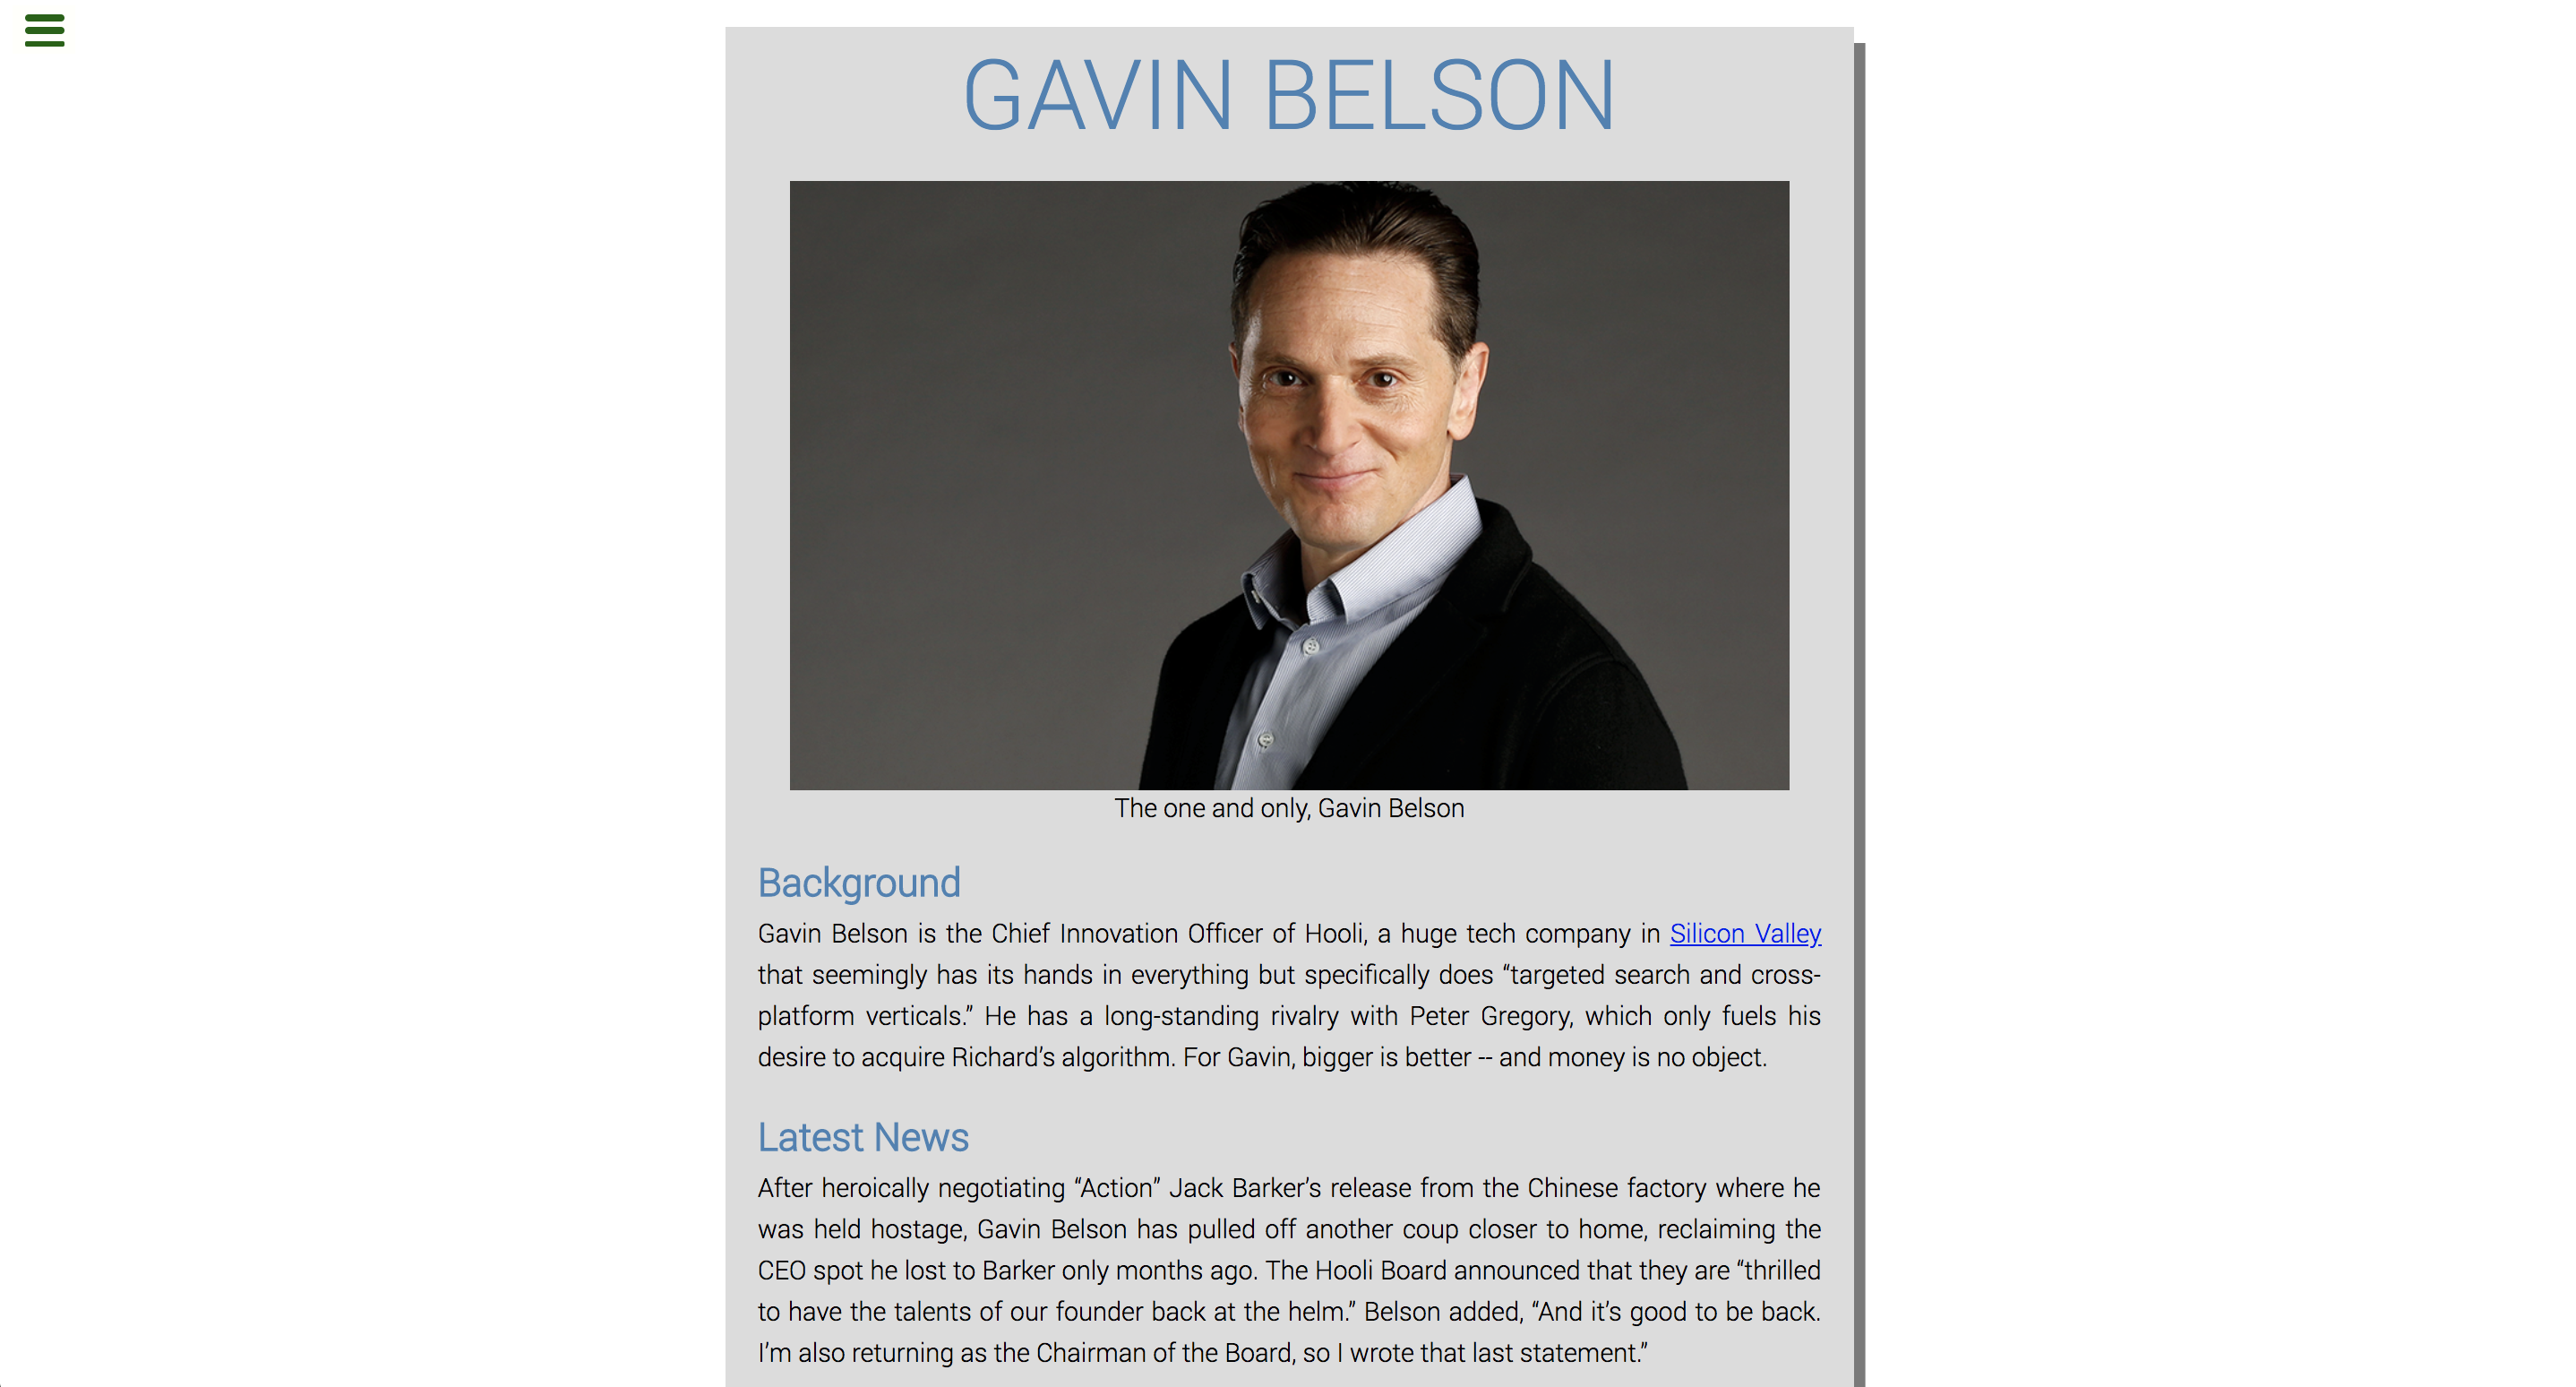 GAVIN BELSON
The one and only, Gavin Belson
Background
Gavin Belson is the Chief Innovation Officer of Hooli, a huge tech company in Silicon Valley
that seemingly has its hands in everything but specifically does “targeted search and cross-
platform verticals.” He has a long-standing rivalry with Peter Gregory, which only fuels his
desire to acquire Richard’s algorithm. For Gavin, bigger is better -- and money is no object.
Latest News
After heroically negotiating “Action” Jack Barker’s release from the Chinese factory where he
was held hostage, Gavin Belson has pulled off another coup closer to home, reclaiming the
CEO spot he lost to Barker only months ago. The Hooli Board announced that they are “thrilled
to have the talents of our founder back at the helm.” Belson added, “And it’s good to be back.
I’m also returning as the Chairman of the Board, so I wrote that last statement.”